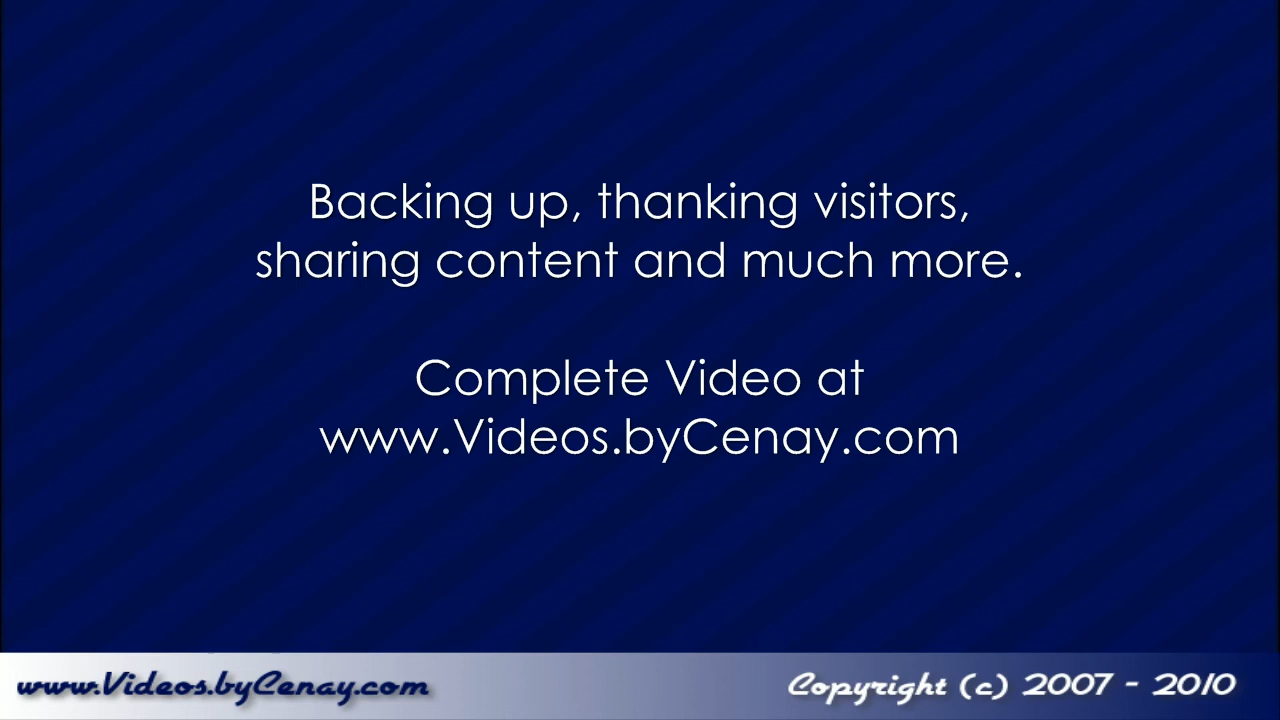 Backing up, thanking visitors,
sharing content and much more.
Complete Video at
www.Videos.byCenay.com
www.Videos.byCenay.com
Copyright (c) 2007 - 2010